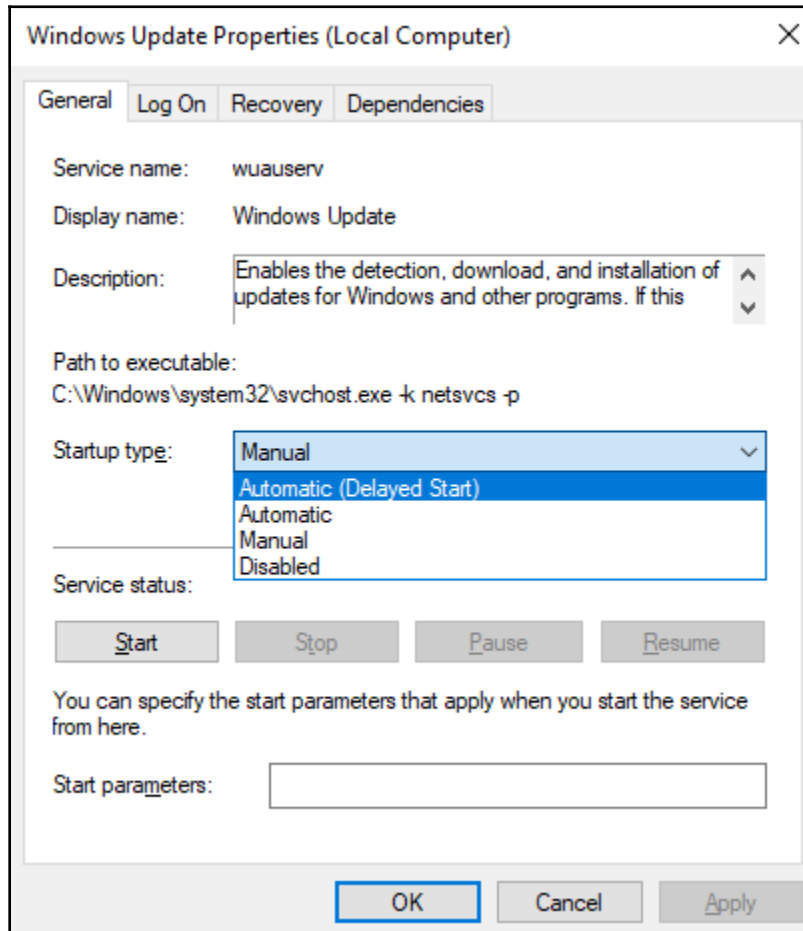 Windows Update Properties (Local Computer)
General Log On Recovery Dependencies
Service name: wuauserv
Display name: Windows Update
Description: Enables the detection, download, and installation of
updates for Windows and other programs. If this
Path to executable:
C:\Windows\system32\svchost.exe -k netsvcs -p
Startup type: Manual
Automatic (Delayed Start)
Automatic
Manual
Disabled
Service status:
Start Stop Pause Resume
You can specify the start parameters that apply when you start the service
from here.
Start parameters:
OK Cancel Apply